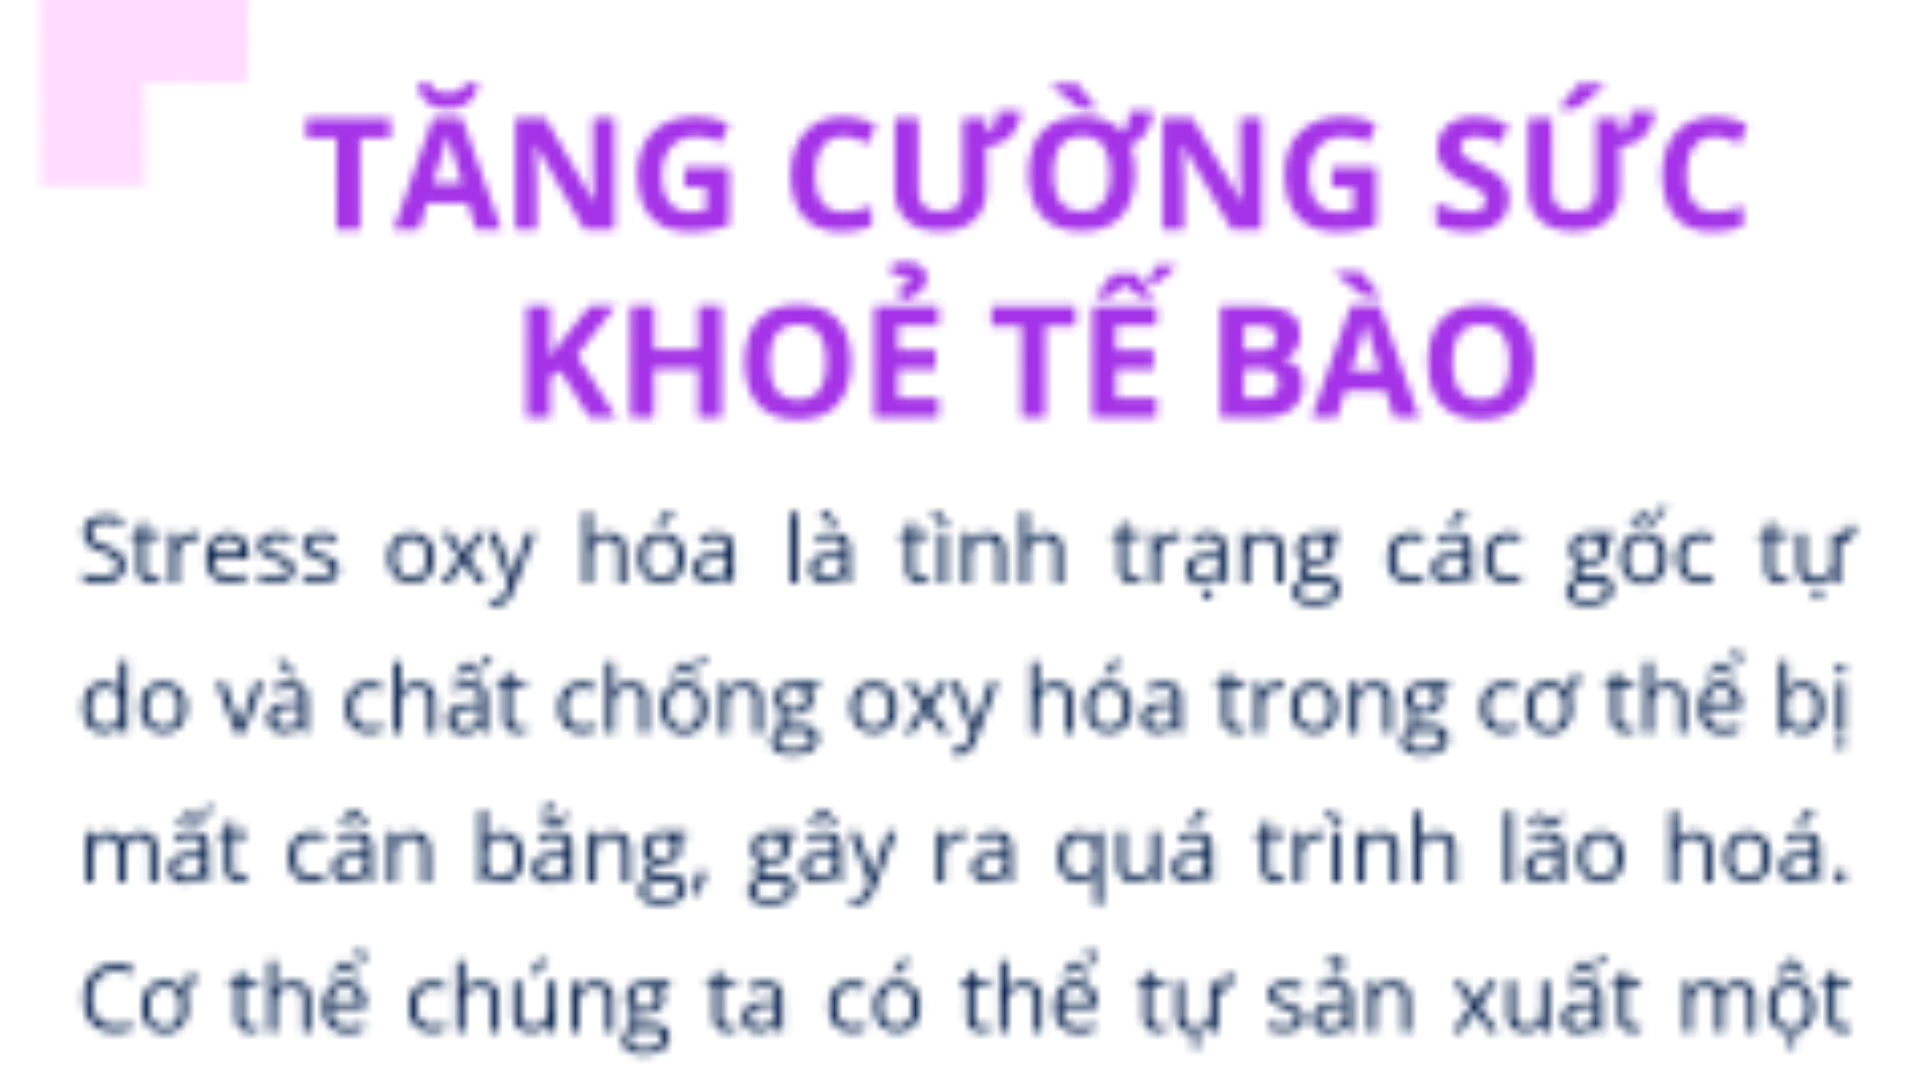 TĂNG CƯỜNG SỨC
KHOẺ TẾ BÀO
Stress oxy hóa là tình trạng các gốc tự
do và chất chống oxy hóa trong cơ thể bị
mất cân bằng, gây ra quá trình lão hoá.
Cơ thể chúng ta có thể tự sản xuất một